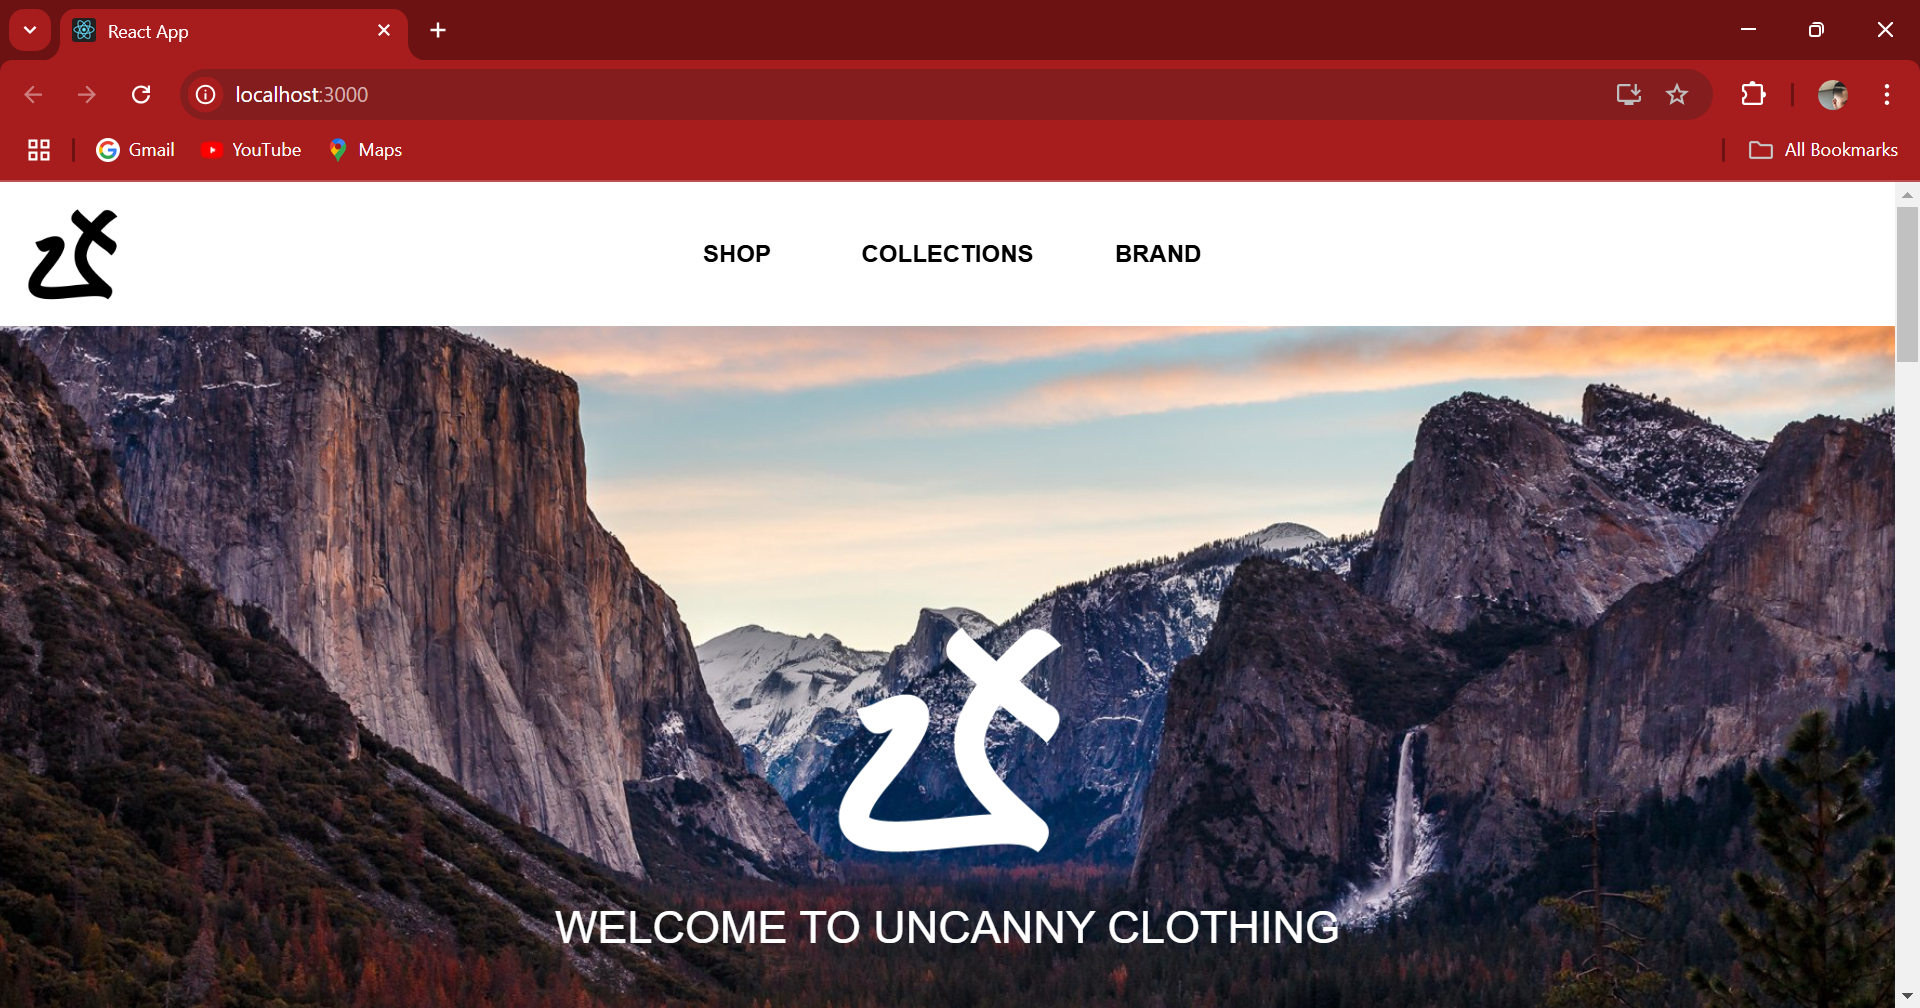 React App
localhost:3000
Gmail YouTube Maps All Bookmarks
SHOP COLLECTIONS BRAND
WELCOME TO UNCANNY CLOTHING